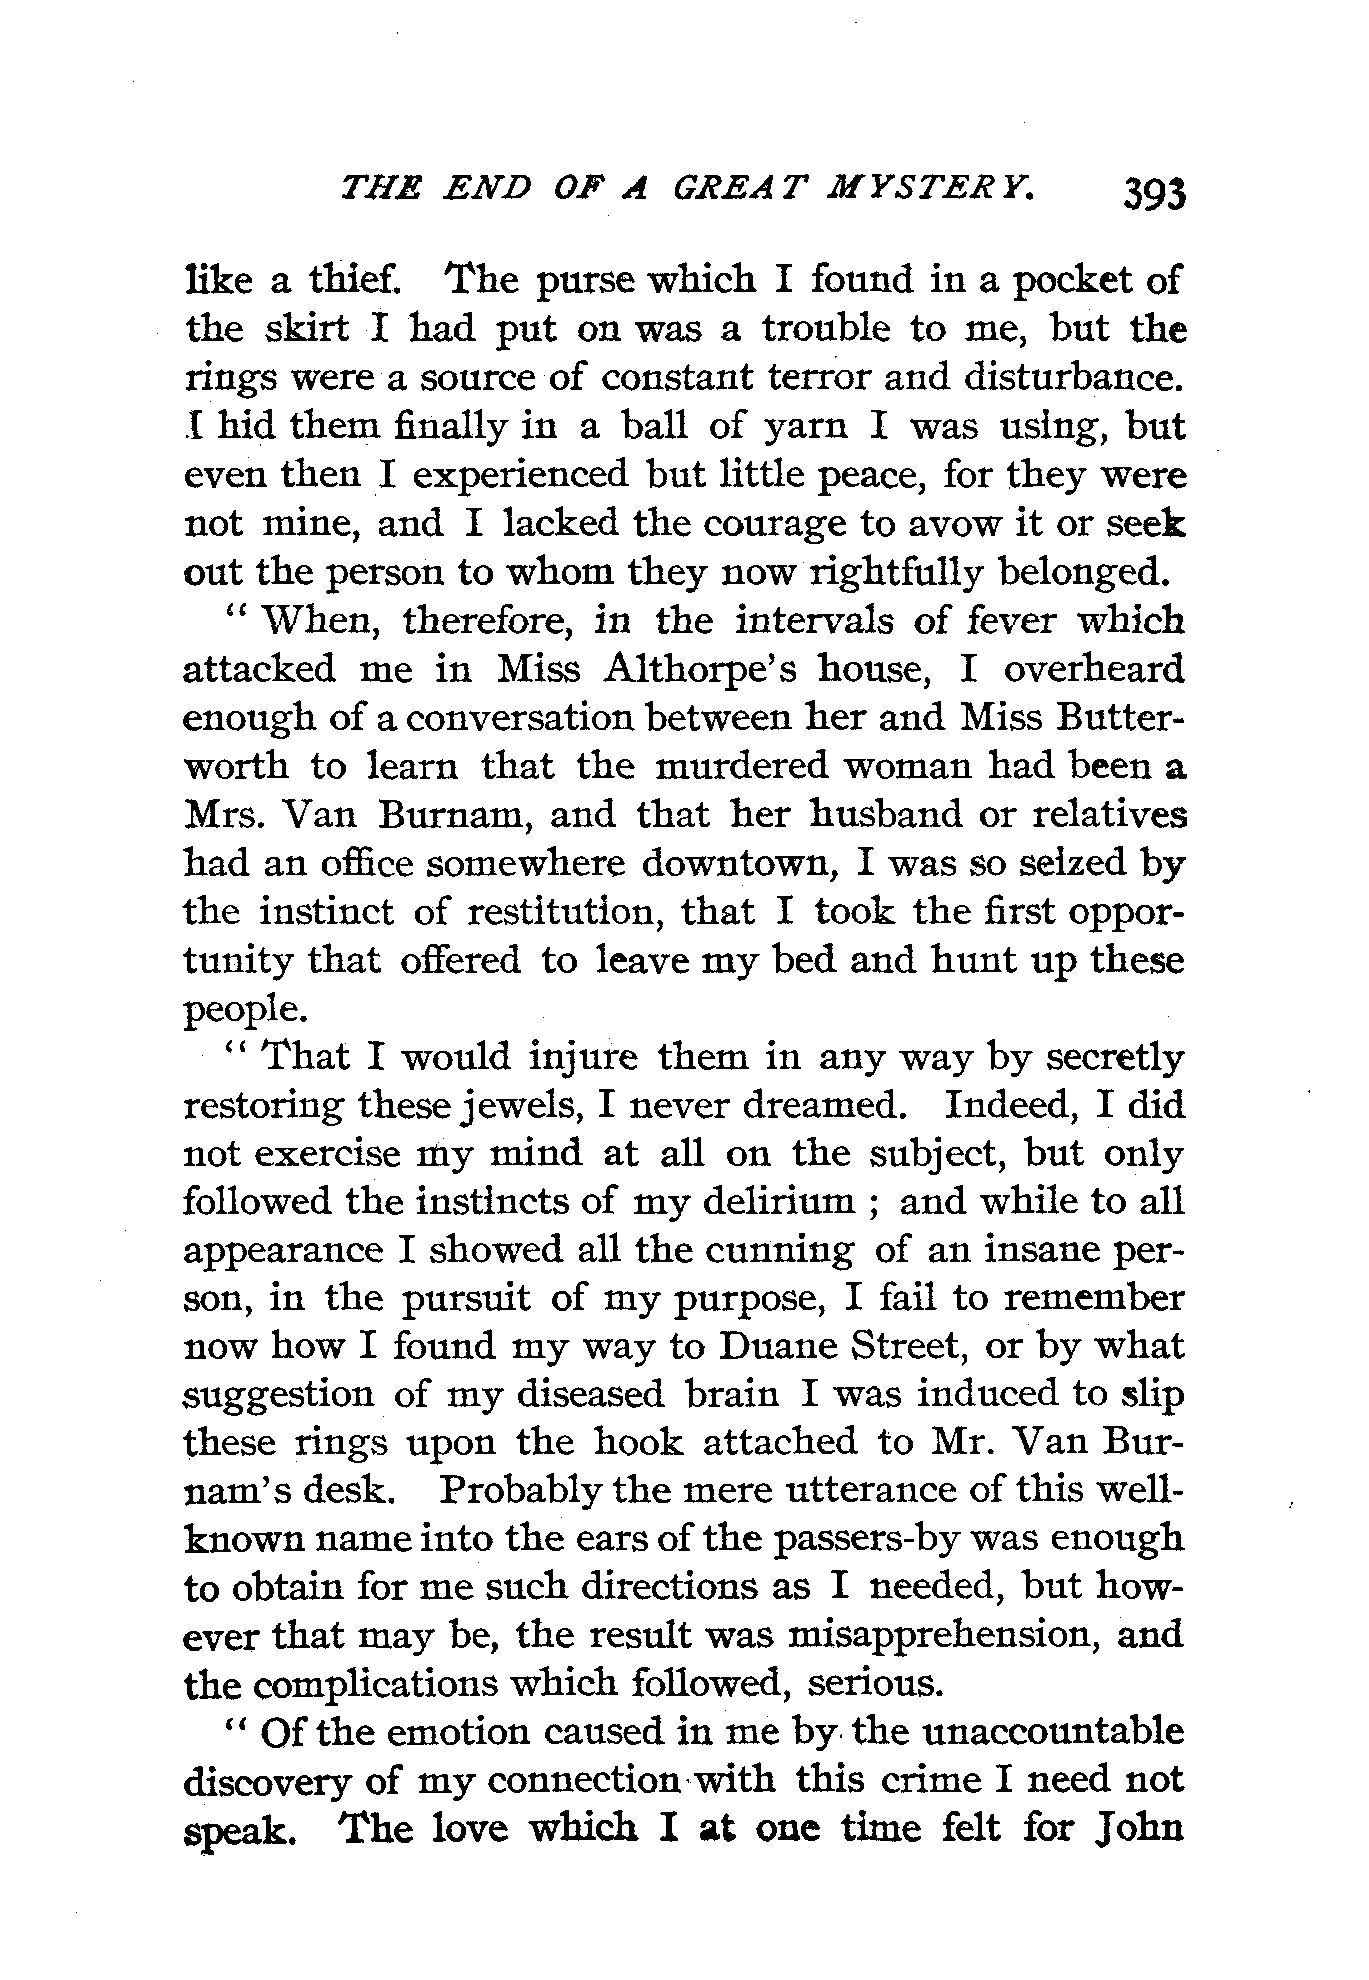 THE END OF A GREAT MYSTERY. 393
like a thief. The purse which I found in a pocket of
the skirt I had put on was a trouble to me, but the
rings were a source of constant terror and disturbance.
I hid them finally in a ball of yarn I was using, but
even then I experienced but little peace, for they were
not mine, and I lacked the courage to avow it or seek
out the person to whom they now rightfully belonged.
“ When, therefore, in the intervals of fever which
attacked me in Miss Althorpe’s house, I overheard
enough of a conversation between her and Miss Butter-
worth to learn that the murdered woman had been a
Mrs. Van Burnam, and that her husband or relatives
had an office somewhere downtown, I was so seized by
the instinct of restitution, that I took the first oppor-
tunity that offered to leave my bed and hunt up these
people.
“ That I would injure them in any way by secretly
restoring these jewels, I never dreamed. Indeed, I did
not exercise my mind at all on the subject, but only
followed the instincts of my delirium ; and while to all
appearance I showed all the cunning of an insane per-
son, in the pursuit of my purpose, I fail to remember
now how I found my way to Duane Street, or by what
suggestion of my diseased brain I was induced to slip
these rings upon the hook attached to Mr. Van Bur-
nam’s desk. Probably the mere utterance of this well-
known name into the ears of the passers-by was enough
to obtain for me such directions as I needed, but how-
ever that may be, the result was misapprehension, and
the complications which followed, serious.
“ Of the emotion caused in me by the unaccountable
discovery of my connection with this crime I need not
speak. The love which I at one time felt for John